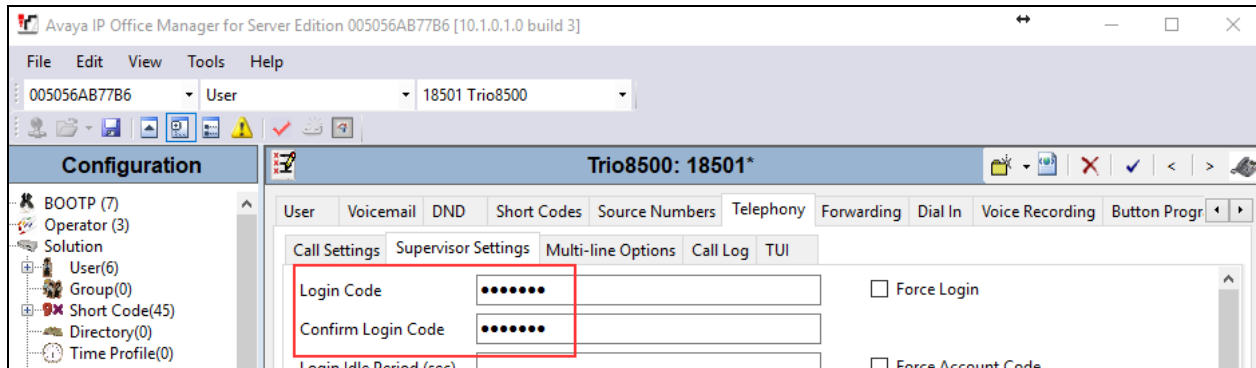 Avaya IP Office Manager for Server Edition 005056AB77B6 [10.1.0.1.0 build 3]
File Edit View Tools Help
005056AB77B6 User 18501 Trio8500
Configuration
Trio8500: 18501*
BOOTP (7)
Operator (3)
Solution
User(6)
Group(0)
Short Code(45)
Directory(0)
Time Profile(0)
User Voicemail DND Short Codes Source Numbers Telephony Forwarding Dial In Voice Recording Button Progr
Call Settings Supervisor Settings Multi-line Options Call Log TUI
Login Code ●●●●●●● Force Login
Confirm Login Code ●●●●●●●
Login Idle Period (sec) Force Account Code